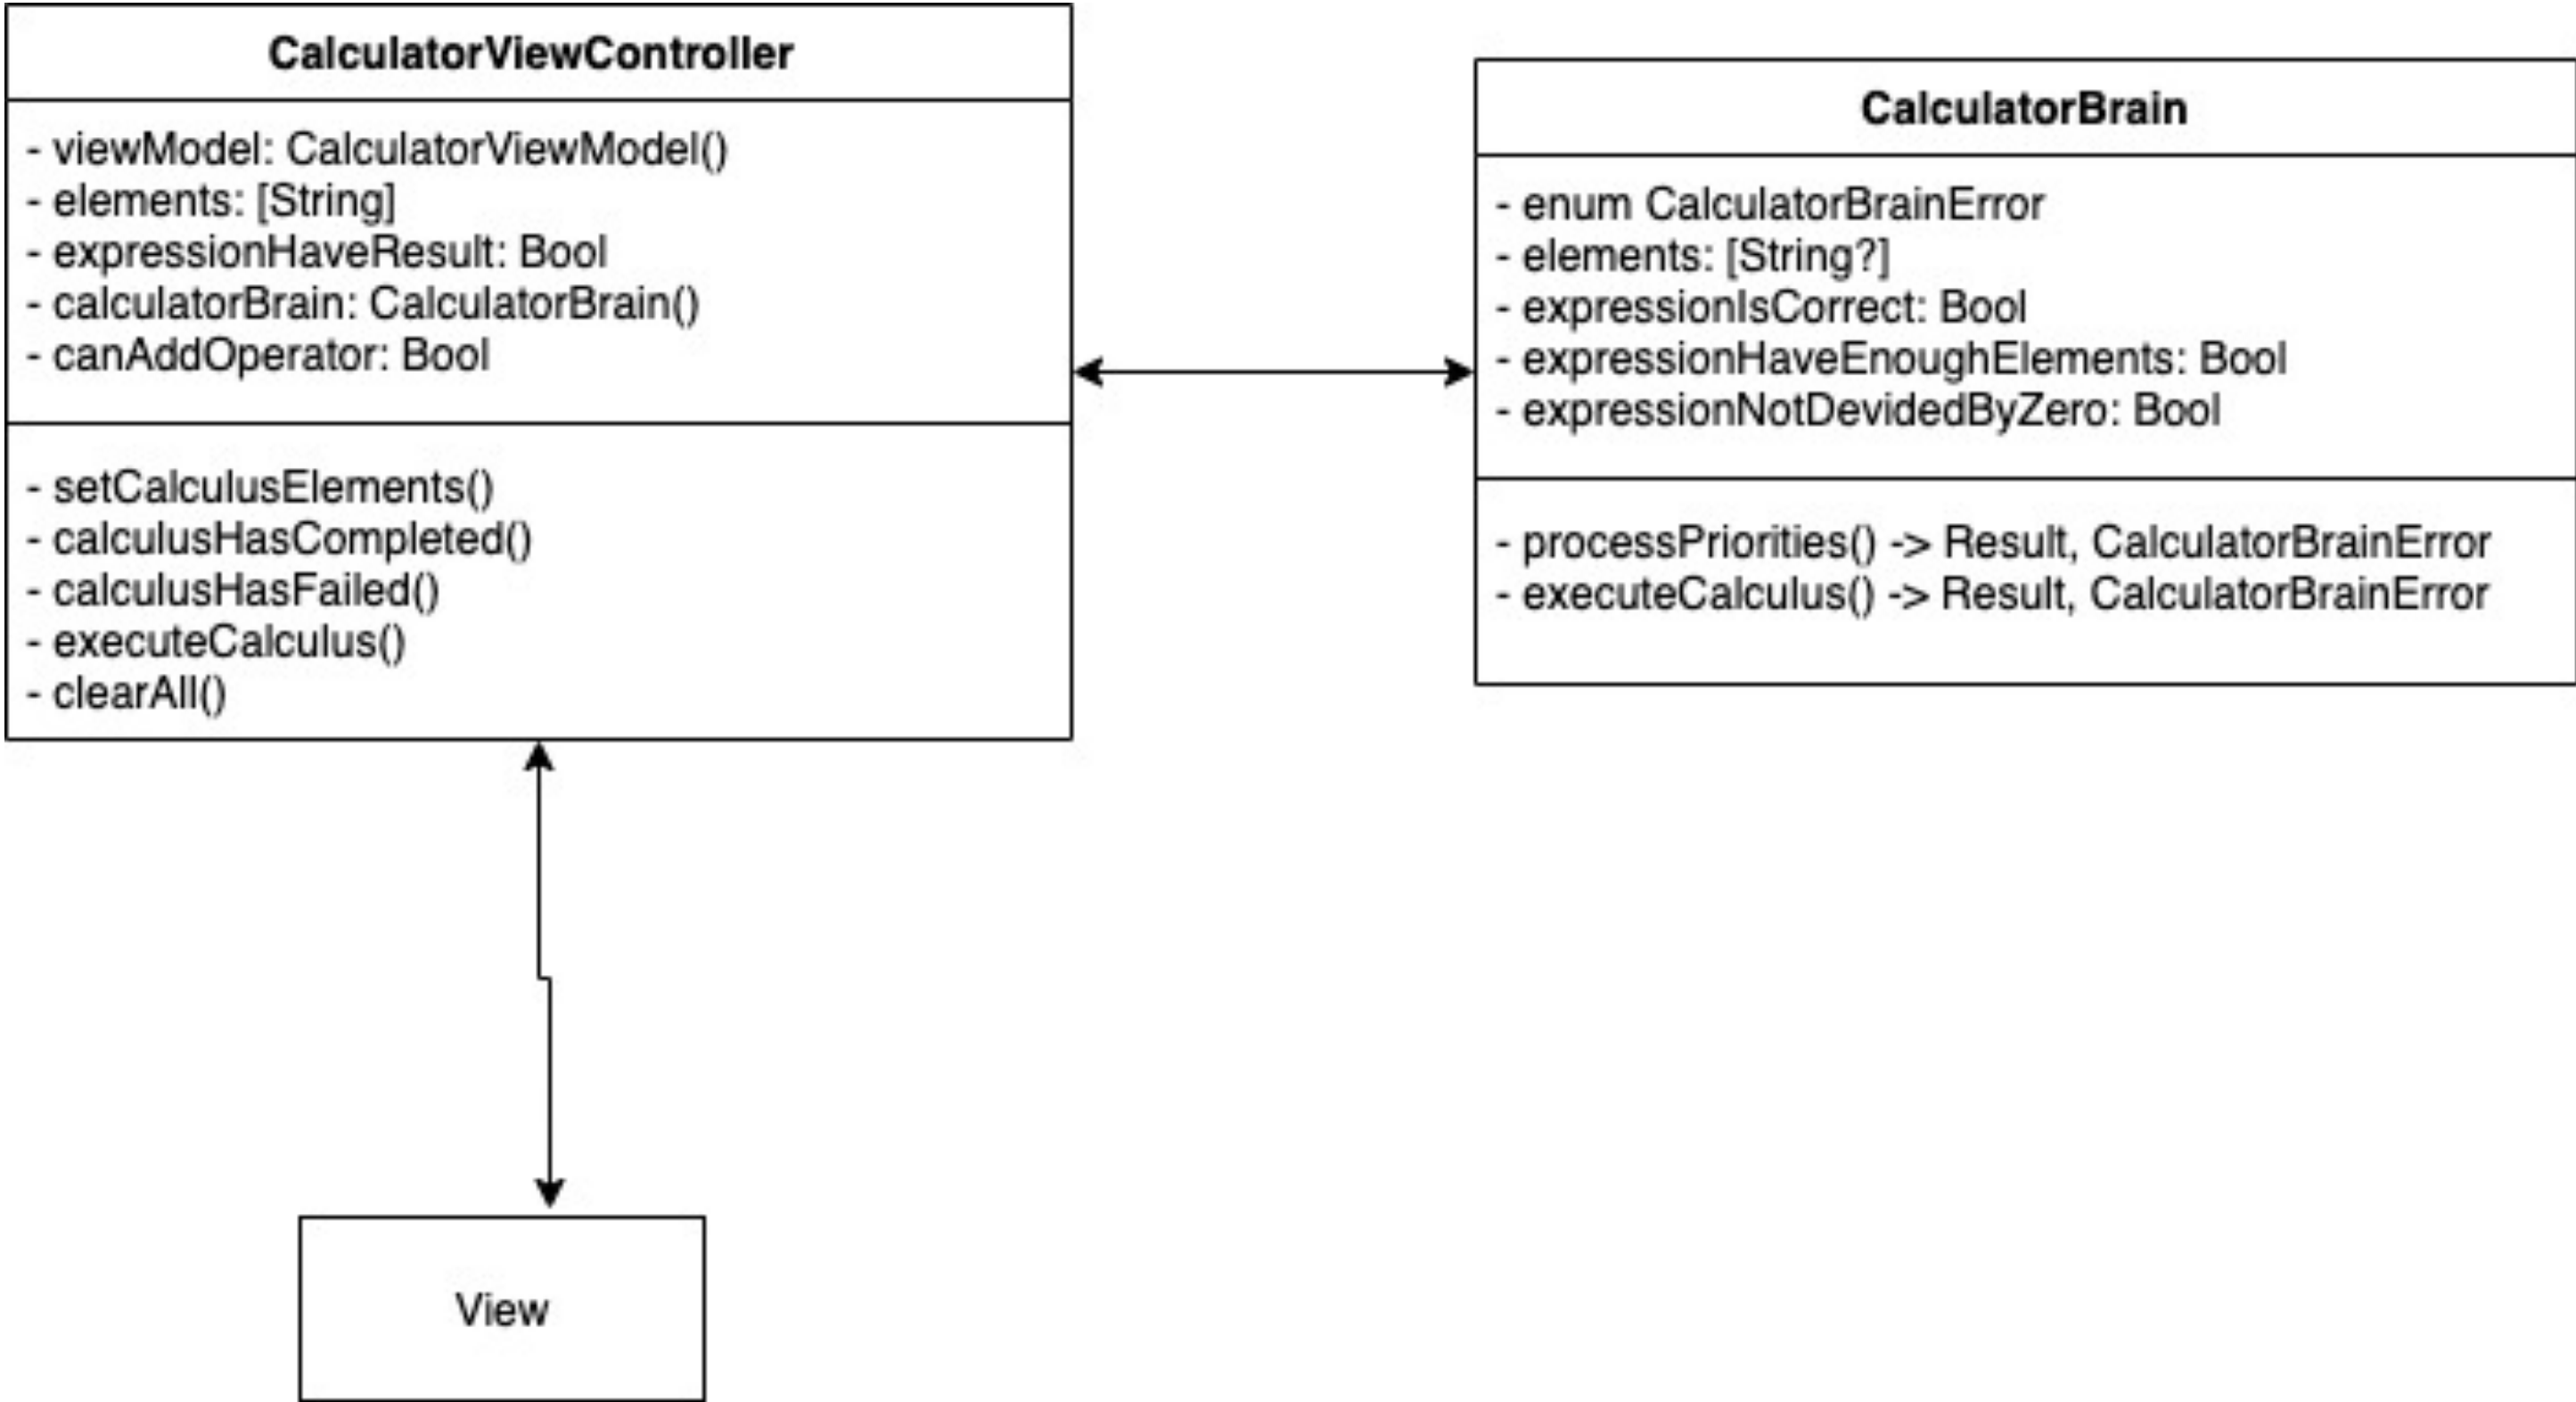 CalculatorViewController
- viewModel: CalculatorViewModel()
- elements: [String]
- expressionHaveResult: Bool
- calculatorBrain: CalculatorBrain()
- canAddOperator: Bool
- setCalculusElements()
- calculusHasCompleted()
- calculusHasFailed()
- executeCalculus()
- clearAll()
CalculatorBrain
- enum CalculatorBrainError
- elements: [String?]
- expressionIsCorrect: Bool
- expressionHaveEnoughElements: Bool
- expressionNotDevidedByZero: Bool
- processPriorities() -> Result, CalculatorBrainError
- executeCalculus() -> Result, CalculatorBrainError
View